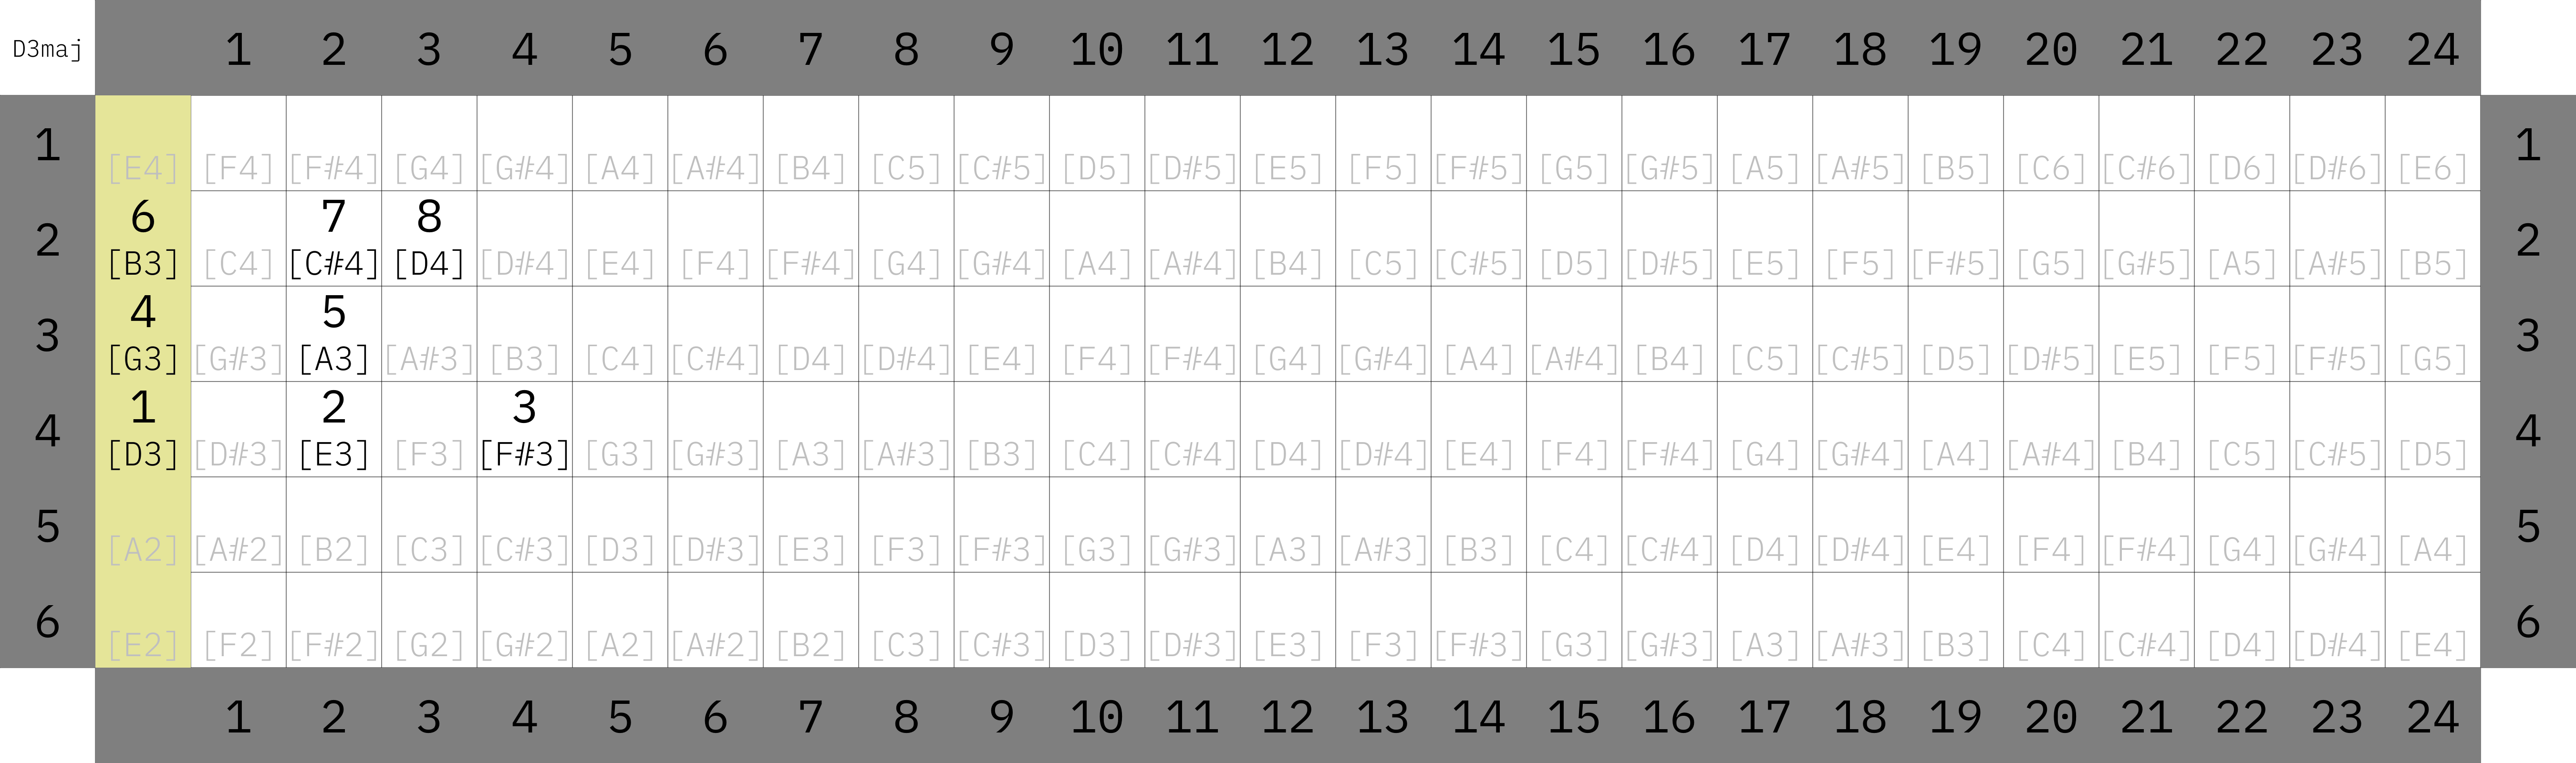 D3maj 1 2 3 4 5 6 7 8 9 10 11 12 13 14 15 16 17 18 19 20 21 22 23 24
1 [E4] [F4] [F#4] [G4] [G#4] [A4] [A#4] [B4] [C5] [C#5] [D5] [D#5] [E5] [F5] [F#5] [G5] [G#5] [A5] [A#5] [B5] [C6] [C#6] [D6] [D#6] [E6] 1
6 7 8
2 [B3] [C4] [C#4] [D4] [D#4] [E4] [F4] [F#4] [G4] [G#4] [A4] [A#4] [B4] [C5] [C#5] [D5] [D#5] [E5] [F5] [F#5] [G5] [G#5] [A5] [A#5] [B5] 2
4 5
3 [G3] [G#3] [A3] [A#3] [B3] [C4] [C#4] [D4] [D#4] [E4] [F4] [F#4] [G4] [G#4] [A4] [A#4] [B4] [C5] [C#5] [D5] [D#5] [E5] [F5] [F#5] [G5] 3
1 2 3
4 [D3] [D#3] [E3] [F3] [F#3] [G3] [G#3] [A3] [A#3] [B3] [C4] [C#4] [D4] [D#4] [E4] [F4] [F#4] [G4] [G#4] [A4] [A#4] [B4] [C5] [C#5] [D5] 4
5 [A2] [A#2] [B2] [C3] [C#3] [D3] [D#3] [E3] [F3] [F#3] [G3] [G#3] [A3] [A#3] [B3] [C4] [C#4] [D4] [D#4] [E4] [F4] [F#4] [G4] [G#4] [A4] 5
6 [E2] [F2] [F#2] [G2] [G#2] [A2] [A#2] [B2] [C3] [C#3] [D3] [D#3] [E3] [F3] [F#3] [G3] [G#3] [A3] [A#3] [B3] [C4] [C#4] [D4] [D#4] [E4] 6
1 2 3 4 5 6 7 8 9 10 11 12 13 14 15 16 17 18 19 20 21 22 23 24